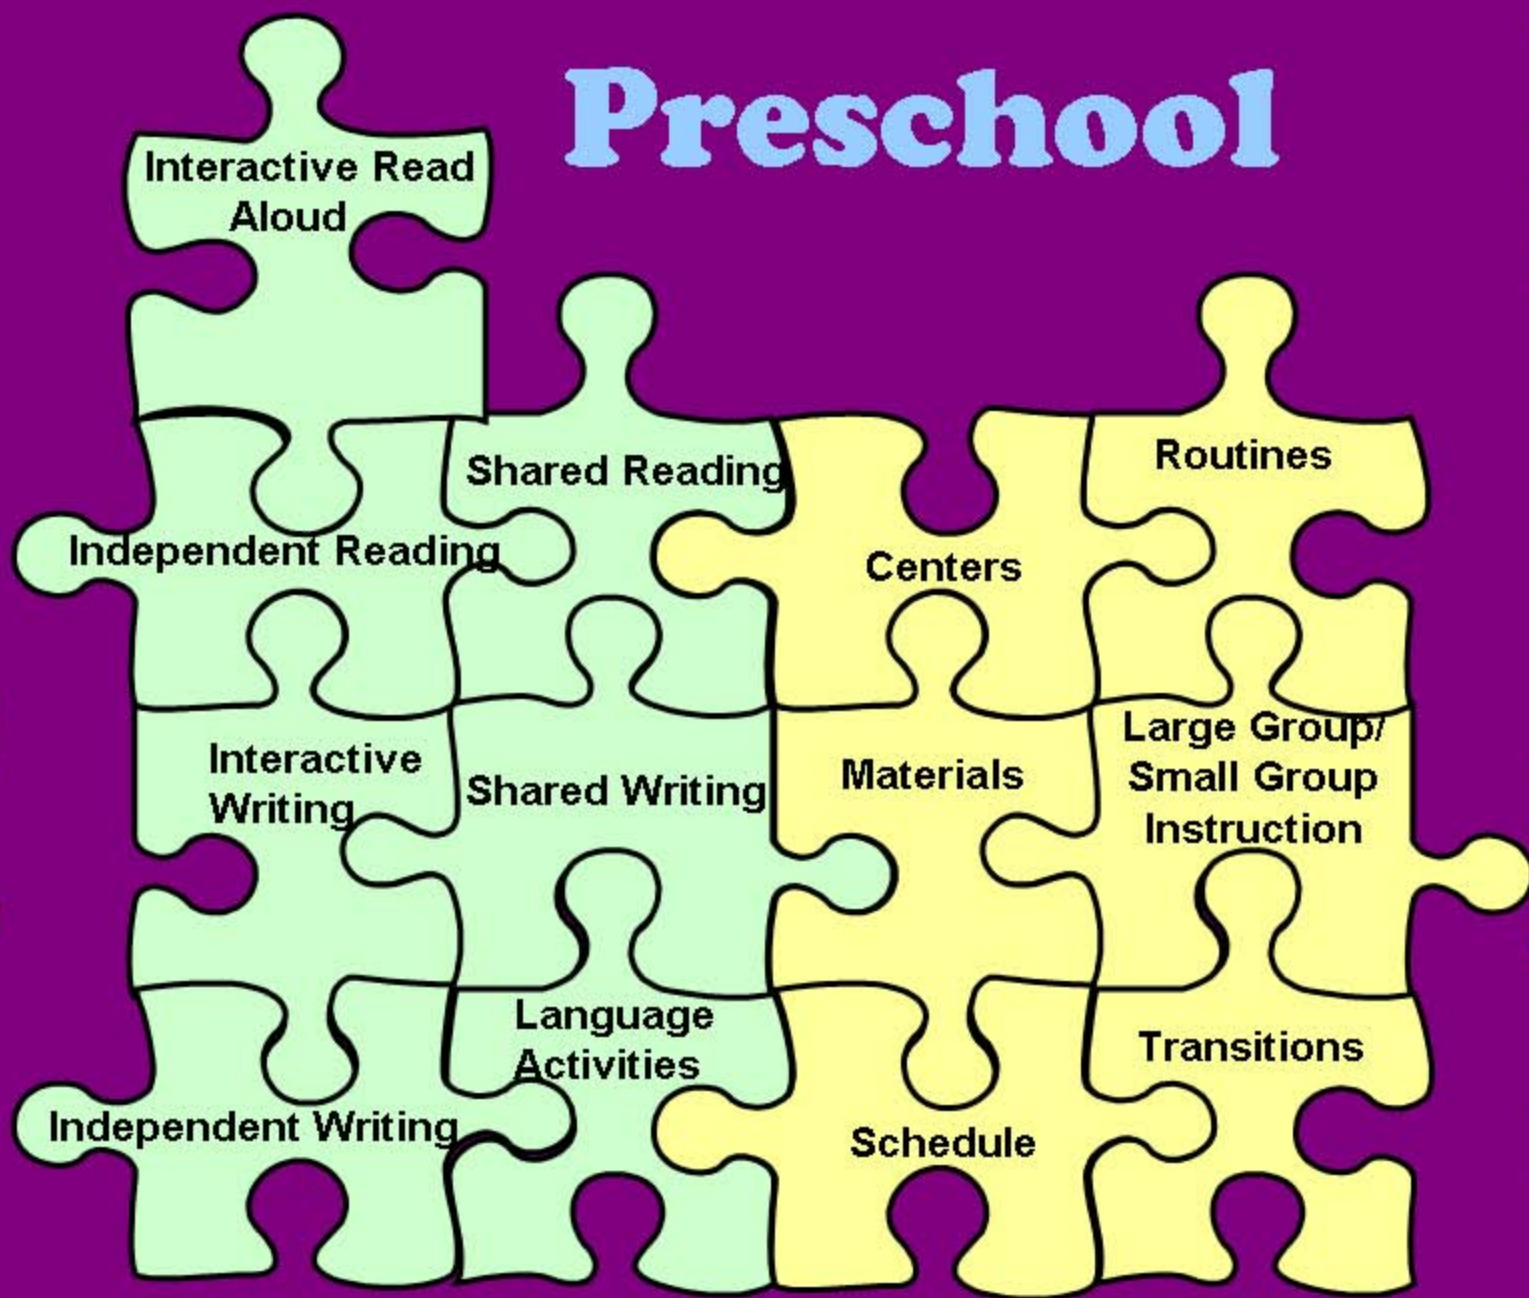 Preschool
Interactive Read
Aloud
Shared Reading
Routines
Independent Reading
Centers
Interactive
Writing
Shared Writing
Materials
Large Group/
Small Group
Instruction
Language
Activities
Transitions
Independent Writing
Schedule